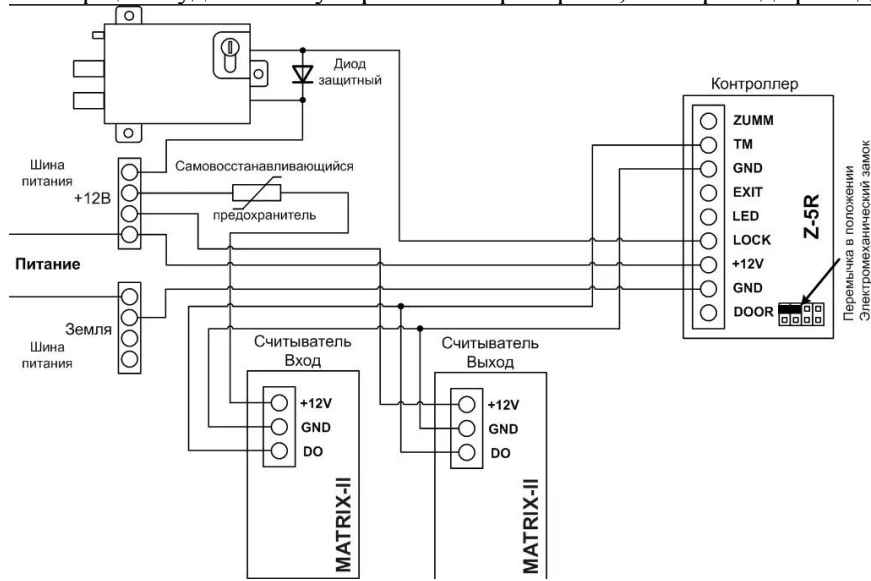 Диод
защитный
Контроллер
ZUMM
TM
GND
EXIT
LED
LOCK
+12V
GND
DOOR
Z-5R
Перемычка в положении
Электромеханический замок
Шина
питания
+12В
Самовосстанавливающийся
предохранитель
Питание
Земля
Шина
питания
Считыватель
Вход
+12V
GND
DO
MATRIX-II
Считыватель
Выход
+12V
GND
DO
MATRIX-II